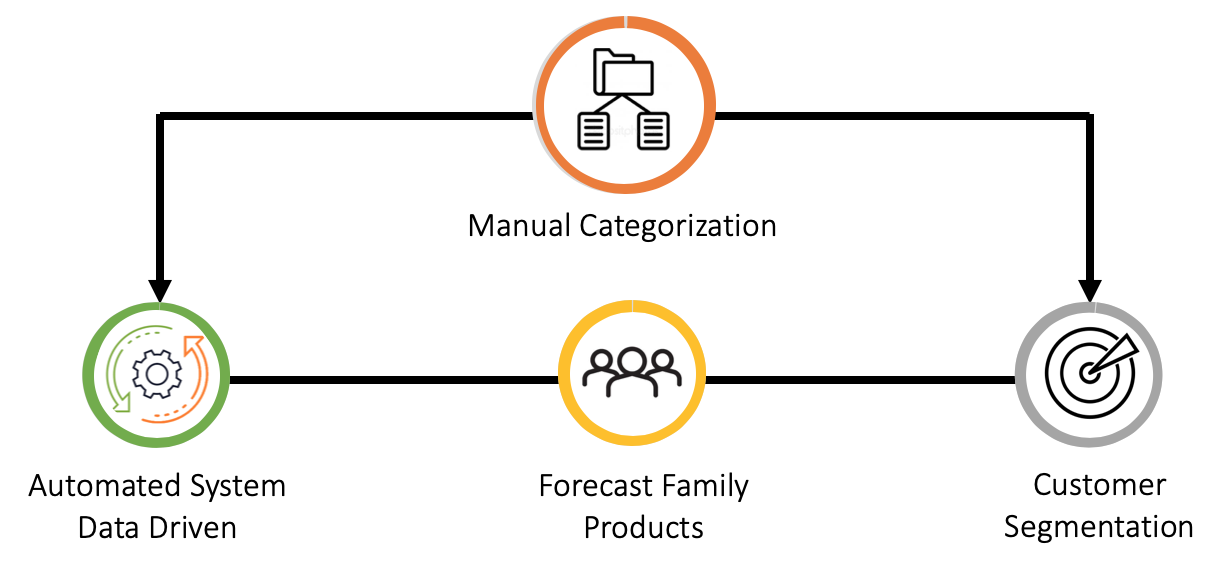 Manual Categorization
Automated System
Data Driven
Forecast Family
Products
Customer
Segmentation